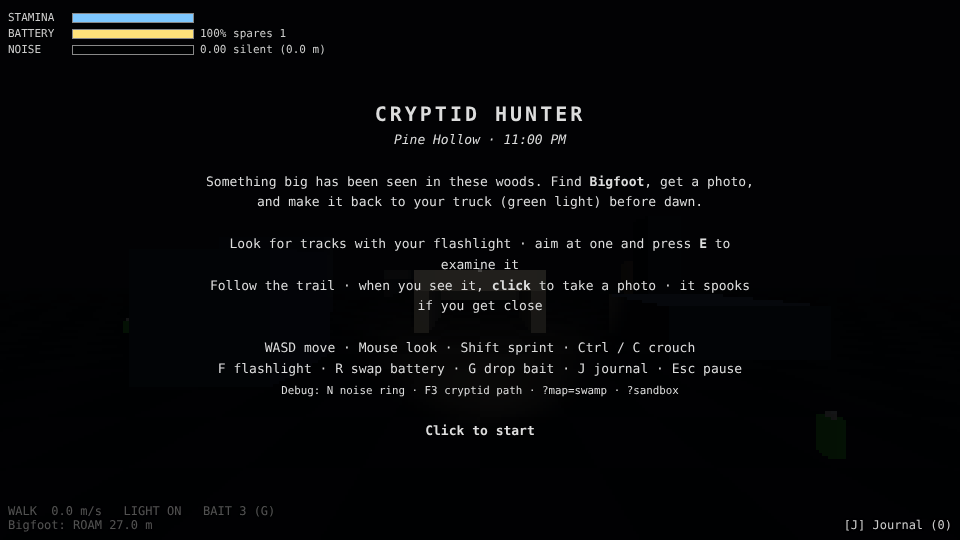 STAMINA
BATTERY 100% spares 1
NOISE 0.00 silent (0.0 m)
CRYPTID HUNTER
Pine Hollow · 11:00 PM
Something big has been seen in these woods. Find Bigfoot, get a photo,
and make it back to your truck (green light) before dawn.
Look for tracks with your flashlight · aim at one and press E to
examine it
Follow the trail · when you see it, click to take a photo · it spooks
if you get close
WASD move · Mouse look · Shift sprint · Ctrl / C crouch
F flashlight · R swap battery · G drop bait · J journal · Esc pause
Debug: N noise ring · F3 cryptid path · ?map=swamp · ?sandbox
Click to start
WALK 0.0 m/s LIGHT ON BAIT 3 (G)
Bigfoot: ROAM 27.0 m
[J] Journal (0)